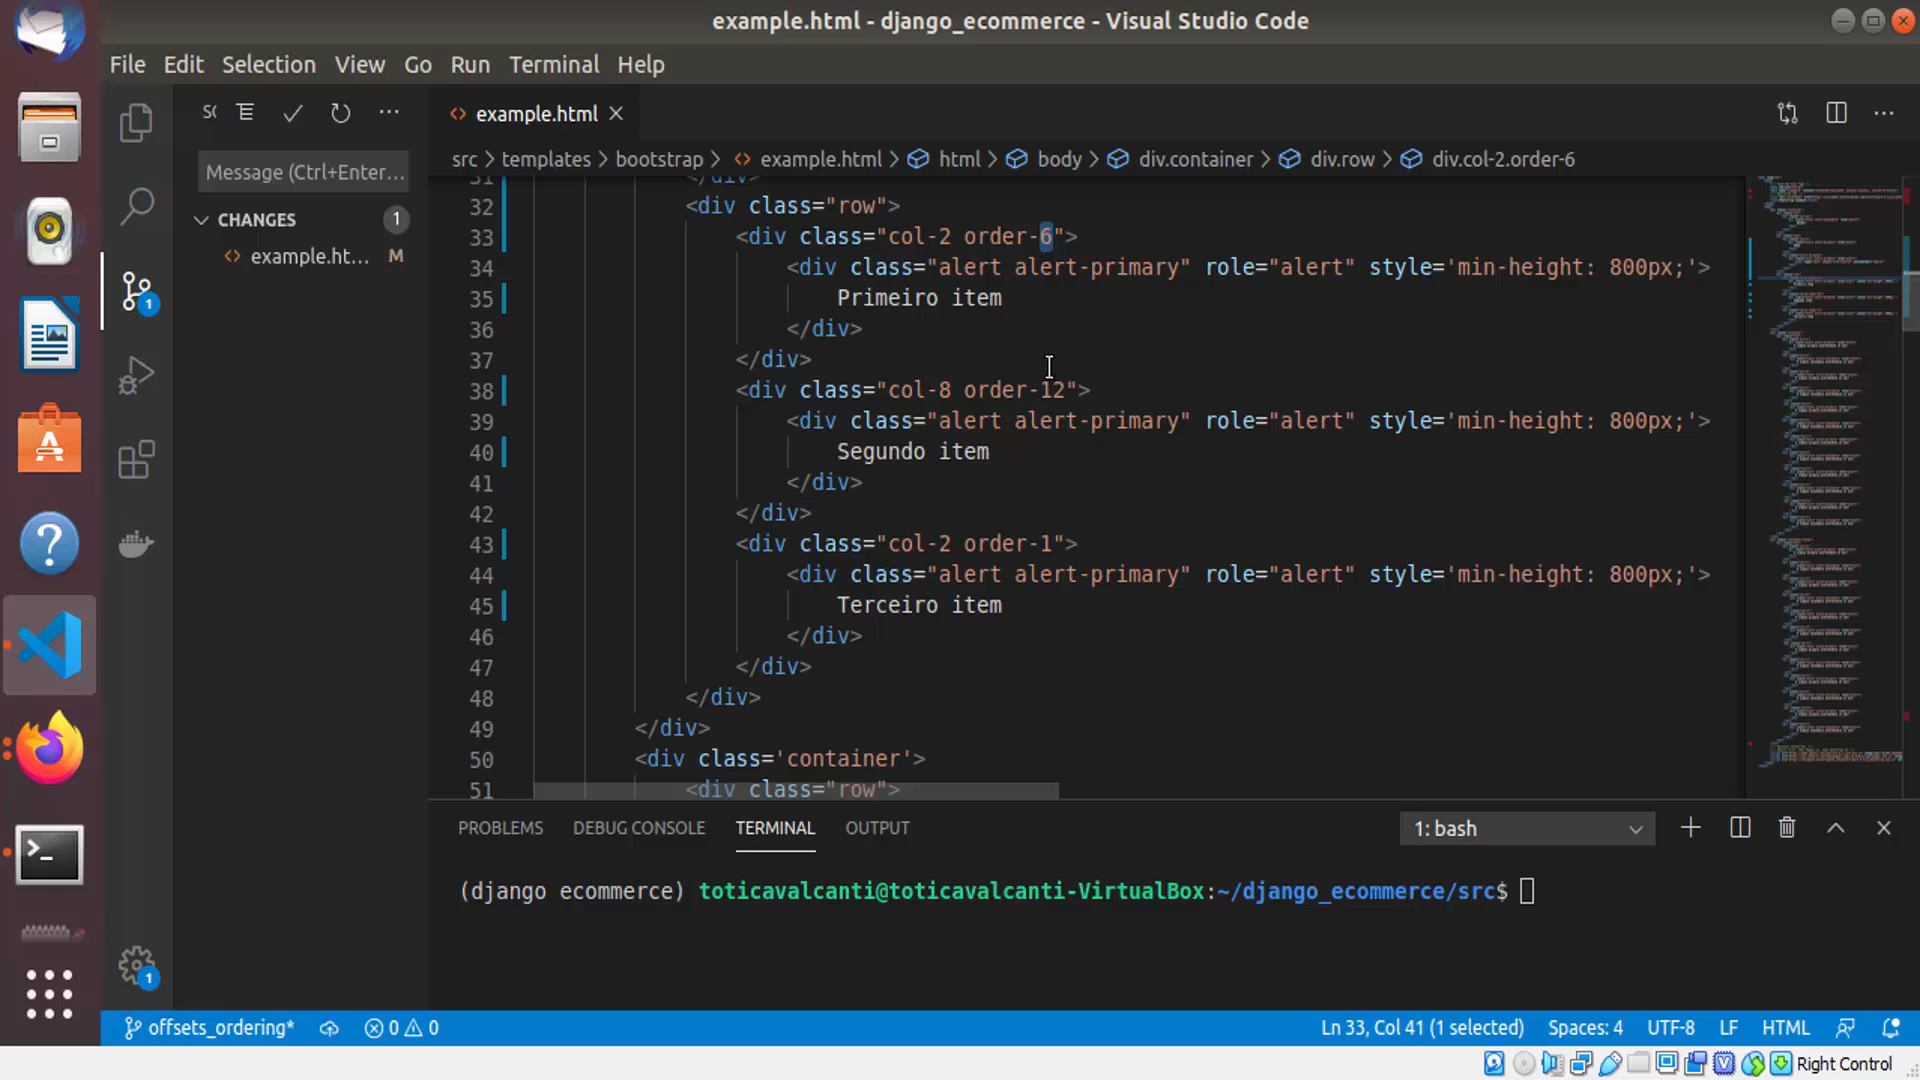 example.html - django_ecommerce - Visual Studio Code
File Edit Selection View Go Run Terminal Help
example.html
Message (Ctrl+Enter...
src > templates > bootstrap > example.html > html > body > div.container > div.row > div.col-2.order-6
CHANGES 1
example.ht... M
31 </div>
32 <div class="row">
33 <div class="col-2 order-6">
34 <div class="alert alert-primary" role="alert" style='min-height: 800px;'>
35 Primeiro item
36 </div>
37 </div>
38 <div class="col-8 order-12">
39 <div class="alert alert-primary" role="alert" style='min-height: 800px;'>
40 Segundo item
41 </div>
42 </div>
43 <div class="col-2 order-1">
44 <div class="alert alert-primary" role="alert" style='min-height: 800px;'>
45 Terceiro item
46 </div>
47 </div>
48 </div>
49 </div>
50 <div class='container'>
51 <div class="row">
1
1
PROBLEMS DEBUG CONSOLE TERMINAL OUTPUT 1: bash
(django ecommerce) toticavalcanti@toticavalcanti-VirtualBox:~/django_ecommerce/src$
offsets_ordering* 0 0 Ln 33, Col 41 (1 selected) Spaces: 4 UTF-8 LF HTML
Right Control